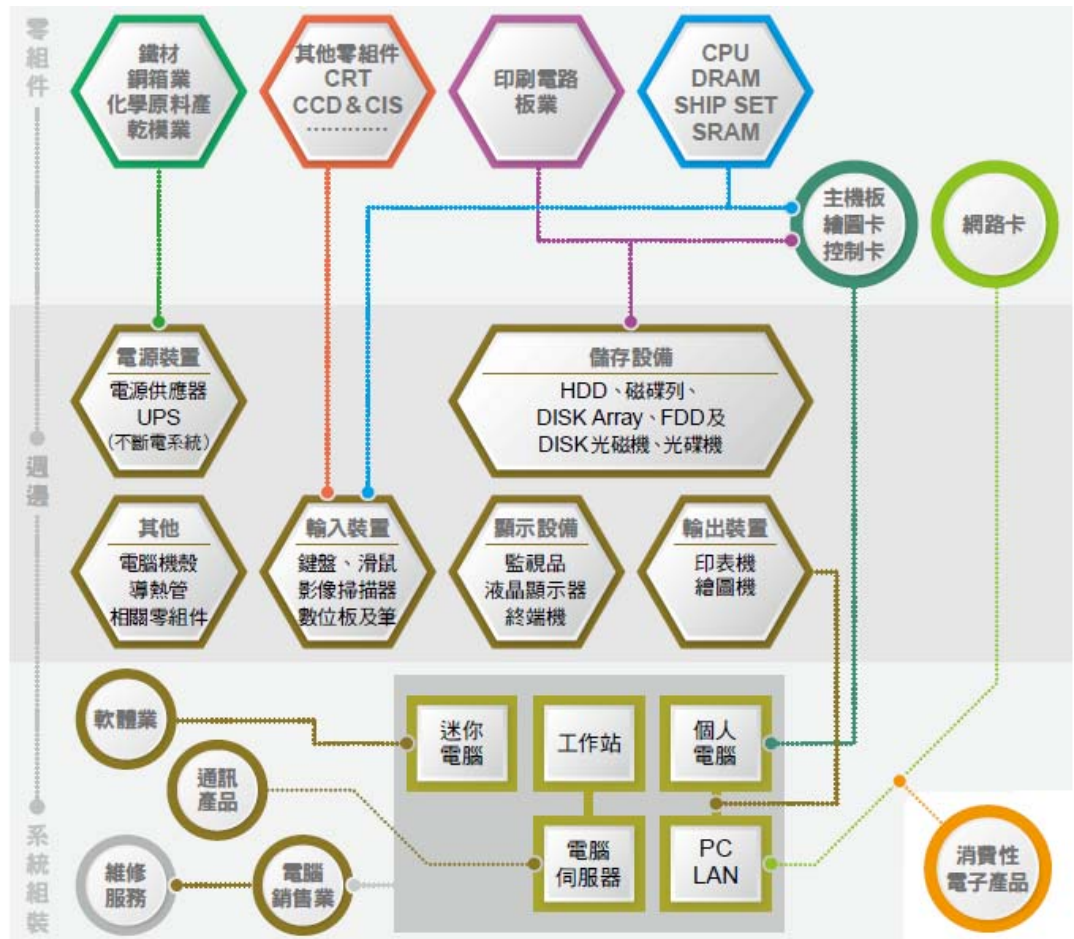 零組件
鐵材
銅箱業
化學原料產
乾模業
其他零組件
CRT
CCD & CIS
…………
印刷電路
板業
CPU
DRAM
SHIP SET
SRAM
主機板
繪圖卡
控制卡
網路卡
週邊
電源裝置
電源供應器
UPS
(不斷電系統)
儲存設備
HDD、磁碟列、
DISK Array、FDD及
DISK光磁機、光碟機
其他
電腦機殼
導熱管
相關零組件
輸入裝置
鍵盤、滑鼠
影像掃描器
數位板及筆
顯示設備
監視品
液晶顯示器
終端機
輸出裝置
印表機
繪圖機
系統組裝
軟體業
通訊
產品
維修
服務
電腦
銷售業
迷你
電腦
工作站
個人
電腦
電腦
伺服器
PC
LAN
消費性
電子產品